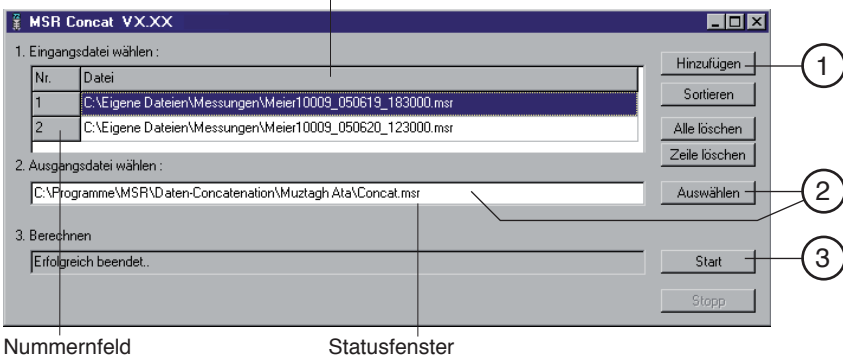 MSR Concat VX.XX
1. Eingangsdatei wählen :
Hinzufügen
1
Nr. Datei
1 C:\Eigene Dateien\Messungen\Meier10009_050619_183000.msr
Sortieren
2 C:\Eigene Dateien\Messungen\Meier10009_050620_123000.msr
Alle löschen
Zeile löschen
2. Ausgangsdatei wählen :
C:\Programme\MSR\Daten-Concatenation\Muztagh Ata\Concat.msr
Auswählen
2
3. Berechnen
Erfolgreich beendet..
Start
3
Stopp
Nummernfeld Statusfenster